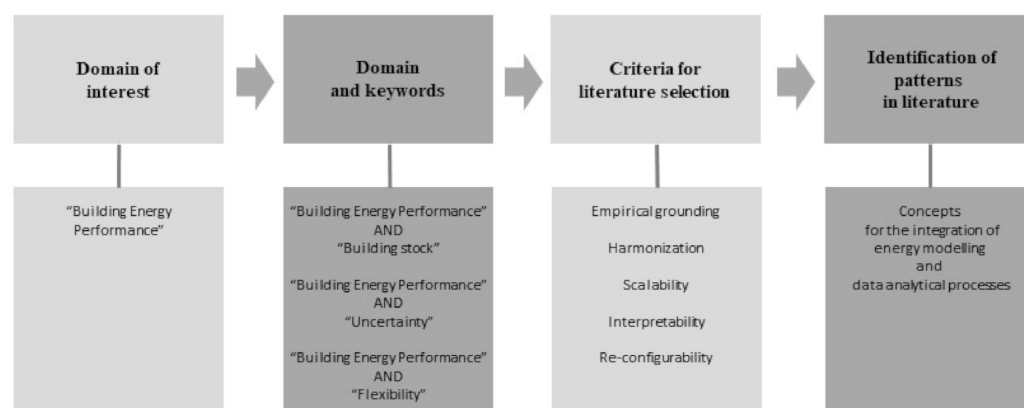 Domain of
interest
Domain
and keywords
Criteria for
literature selection
Identification of
patterns
in literature
“Building Energy
Performance”
“Building Energy Performance”
AND
“Building stock”
“Building Energy Performance”
AND
“Uncertainty”
“Building Energy Performance”
AND
“Flexibility”
Empirical grounding
Harmonization
Scalability
Interpretability
Re-configurability
Concepts
for the integration of
energy modelling
and
data analytical processes